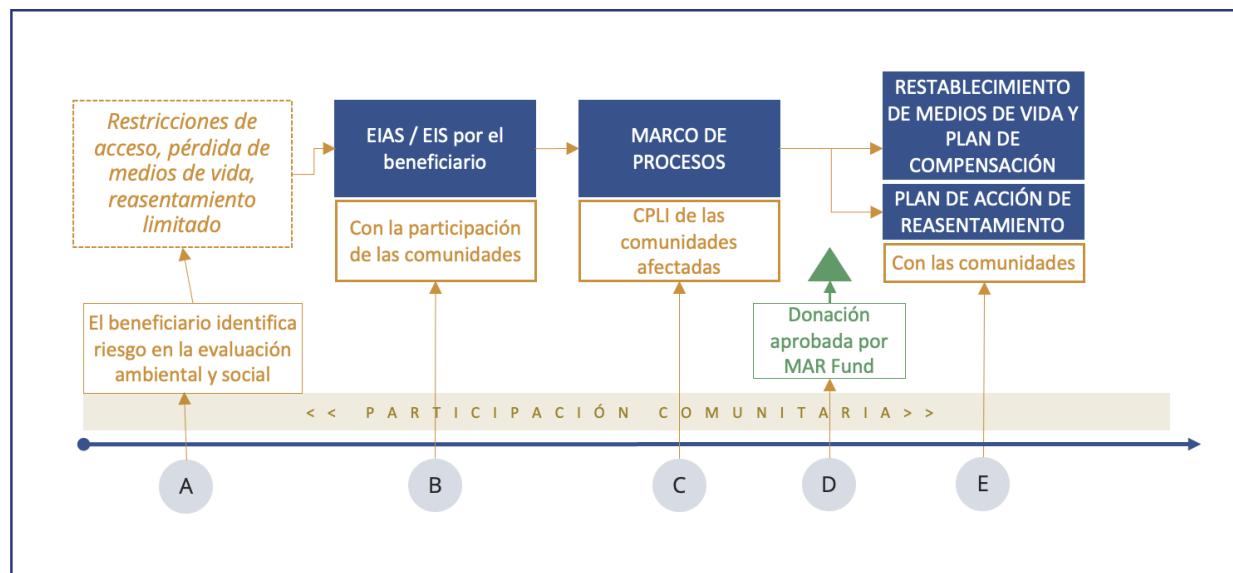 Restricciones de
acceso, pérdida de
medios de vida,
reasentamiento
limitado
EIAS / EIS por el
beneficiario
MARCO DE
PROCESOS
RESTABLECIMIENTO
DE MEDIOS DE VIDA Y
PLAN DE
COMPENSACIÓN
PLAN DE ACCIÓN DE
REASENTAMIENTO
Con la participación
de las comunidades
CPLI de las
comunidades
afectadas
Con las comunidades
El beneficiario identifica
riesgo en la evaluación
ambiental y social
Donación
aprobada por
MAR Fund
<< PARTICIPACIÓN COMUNITARIA>>
A
B
C
D
E